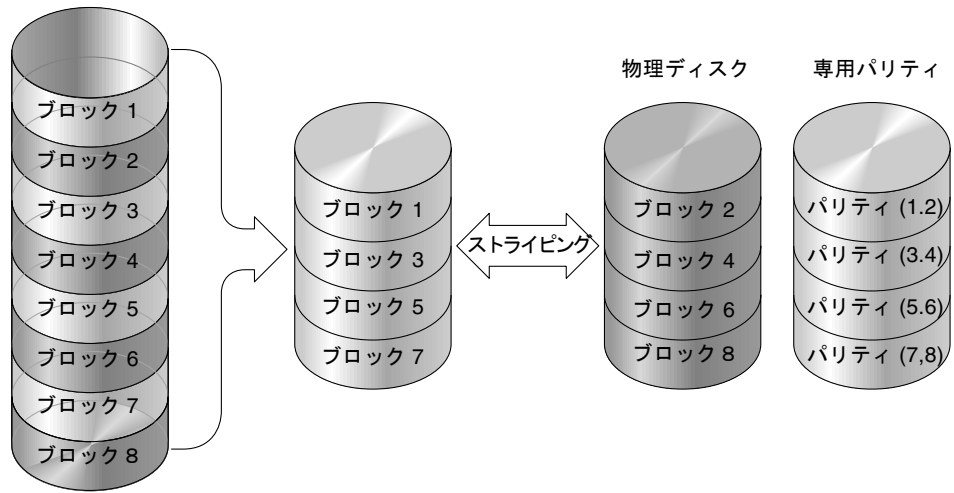 ブロック 1
ブロック 2
ブロック 3
ブロック 4
ブロック 5
ブロック 6
ブロック 7
ブロック 8
ブロック 1
ブロック 3
ブロック 5
ブロック 7
ストライピング
物理ディスク
ブロック 2
ブロック 4
ブロック 6
ブロック 8
専用パリティ
パリティ (1.2)
パリティ (3.4)
パリティ (5.6)
パリティ (7,8)